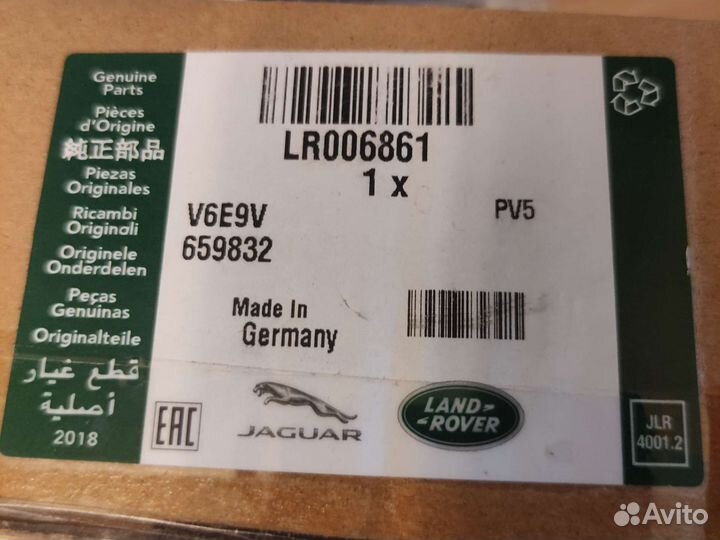 Genuine
Parts
Pièces
d'Origine
純正部品
Piezas
Originales
Ricambi
Originali
Originele
Onderdelen
Peças
Genuinas
Originalteile
قطع غيار
أصلية
2018
LR006861
1 x
V6E9V
PV5
659832
Made In
Germany
EAC
JAGUAR
LAND-
-ROVER
JLR
4001.2
Avito